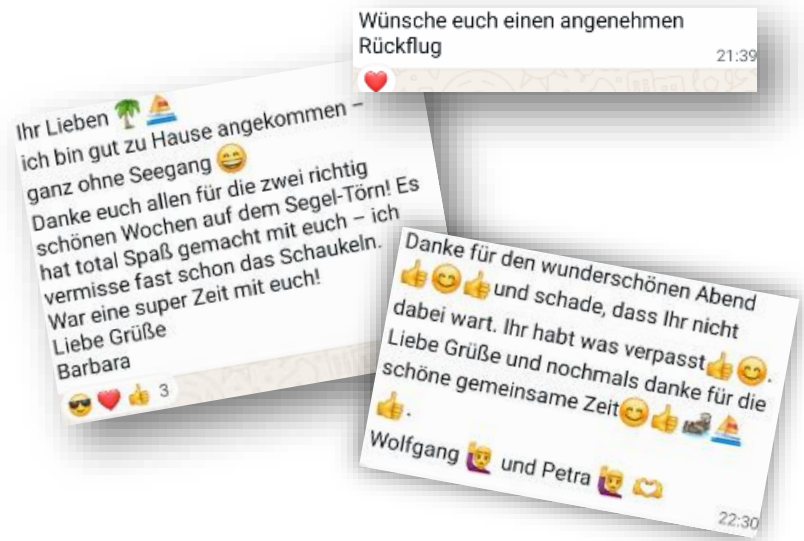 Wünsche euch einen angenehmen
Rückflug
21:39
Ihr Lieben 🌴⛵
ich bin gut zu Hause angekommen –
ganz ohne Seegang 😄
Danke euch allen für die zwei richtig
schönen Wochen auf dem Segel-Törn! Es
hat total Spaß gemacht mit euch – ich
vermisse fast schon das Schaukeln.
War eine super Zeit mit euch!
Liebe Grüße
Barbara
😎❤️👍 3
Danke für den wunderschönen Abend
👍😊👍und schade, dass Ihr nicht
dabei wart. Ihr habt was verpasst👍😊.
Liebe Grüße und nochmals danke für die
schöne gemeinsame Zeit😊👍🦽⛵
👍.
Wolfgang 🙋‍♂️ und Petra 🙋‍♂️ 🫶
22:30